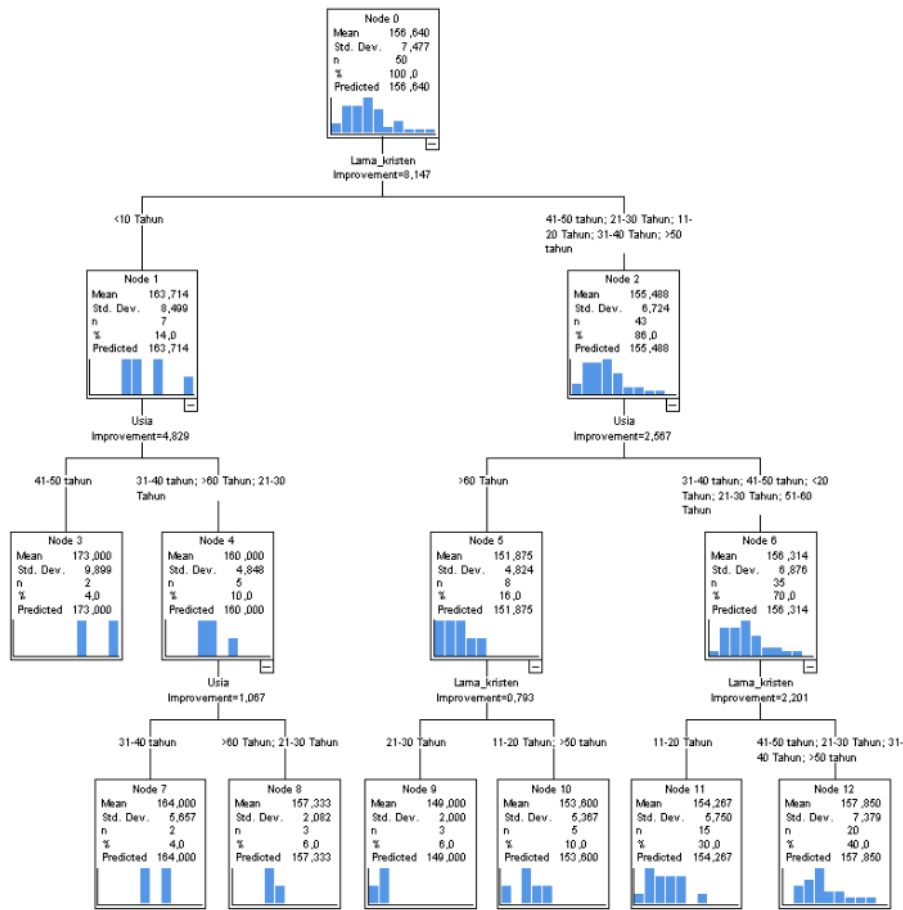 Node 0
Mean 156,640
Std. Dev. 7,477
n 50
% 100,0
Predicted 156,640
Lama_kristen
Improvement=8,147
<10 Tahun
41-50 tahun; 21-30 Tahun; 11-
20 Tahun; 31-40 Tahun; >50
tahun
Node 1
Mean 163,714
Std. Dev. 8,499
n 7
% 14,0
Predicted 163,714
Node 2
Mean 155,488
Std. Dev. 6,724
n 43
% 86,0
Predicted 155,488
Usia
Improvement=4,829
Usia
Improvement=2,567
41-50 tahun
31-40 tahun; >60 Tahun; 21-30
Tahun
>60 Tahun
31-40 tahun; 41-50 tahun; <20
Tahun; 21-30 Tahun; 51-60
Tahun
Node 3
Mean 173,000
Std. Dev. 9,899
n 2
% 4,0
Predicted 173,000
Node 4
Mean 160,000
Std. Dev. 4,848
n 5
% 10,0
Predicted 160,000
Node 5
Mean 151,875
Std. Dev. 4,824
n 8
% 16,0
Predicted 151,875
Node 6
Mean 156,314
Std. Dev. 6,876
n 35
% 70,0
Predicted 156,314
Usia
Improvement=1,067
Lama_kristen
Improvement=0,793
Lama_kristen
Improvement=2,201
31-40 tahun
>60 Tahun; 21-30 Tahun
21-30 Tahun
11-20 Tahun; >50 tahun
11-20 Tahun
41-50 tahun; 21-30 Tahun; 31-
40 Tahun; >50 tahun
Node 7
Mean 164,000
Std. Dev. 5,657
n 2
% 4,0
Predicted 164,000
Node 8
Mean 157,333
Std. Dev. 2,082
n 3
% 6,0
Predicted 157,333
Node 9
Mean 149,000
Std. Dev. 2,000
n 3
% 6,0
Predicted 149,000
Node 10
Mean 153,600
Std. Dev. 5,367
n 5
% 10,0
Predicted 153,600
Node 11
Mean 154,267
Std. Dev. 5,750
n 15
% 30,0
Predicted 154,267
Node 12
Mean 157,850
Std. Dev. 7,379
n 20
% 40,0
Predicted 157,850